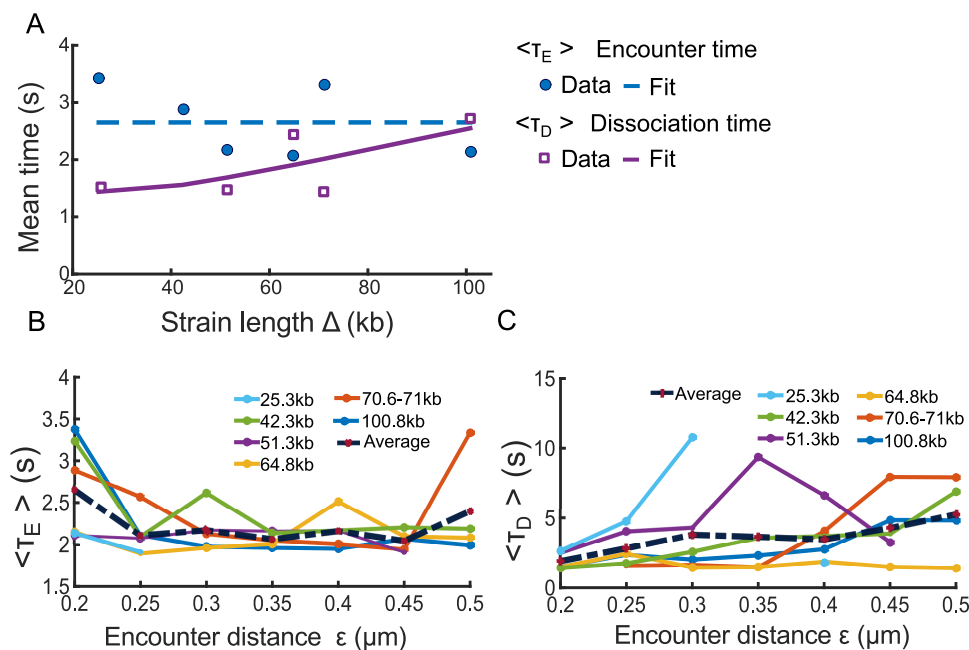 A
4
3
2
1
0
20
40
60
80
100
Mean time (s)
Strain length Δ (kb)
<τE> Encounter time
Data
Fit
<τD> Dissociation time
Data
Fit
B
4
3.5
3
2.5
2
1.5
0.2
0.25
0.3
0.35
0.4
0.45
0.5
<τE> (s)
Encounter distance ε (μm)
25.3kb
42.3kb
51.3kb
64.8kb
70.6-71kb
100.8kb
Average
C
15
10
5
0
0.2
0.25
0.3
0.35
0.4
0.45
0.5
<τD> (s)
Encounter distance ε (μm)
Average
25.3kb
42.3kb
51.3kb
64.8kb
70.6-71kb
100.8kb